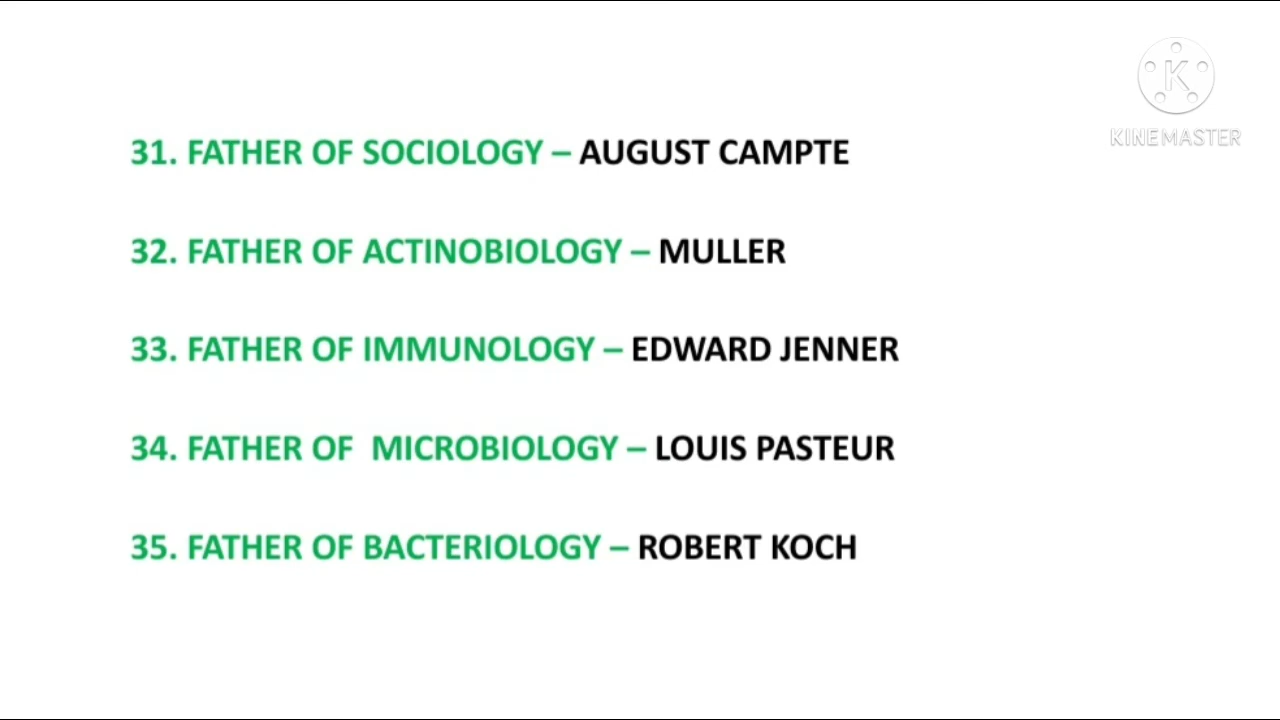 KINEMASTER
31. FATHER OF SOCIOLOGY – AUGUST CAMPTE
32. FATHER OF ACTINOBIOLOGY – MULLER
33. FATHER OF IMMUNOLOGY – EDWARD JENNER
34. FATHER OF  MICROBIOLOGY – LOUIS PASTEUR
35. FATHER OF BACTERIOLOGY – ROBERT KOCH